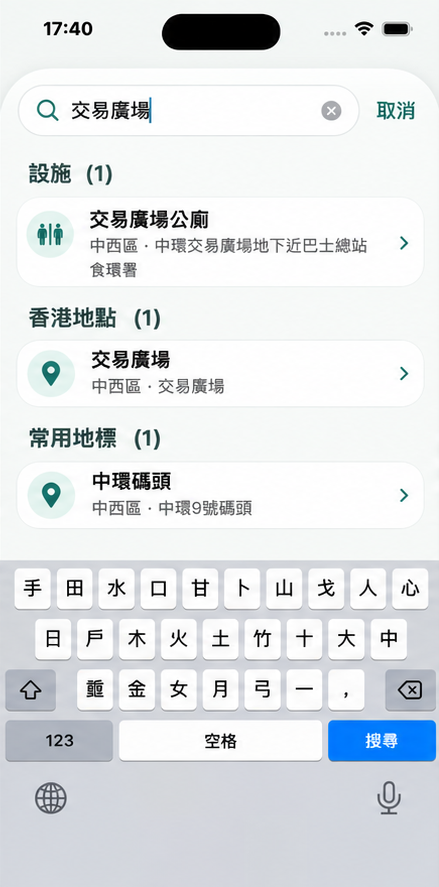 17:40
交易廣場
取消
設施 (1)
交易廣場公廁
中西區 · 中環交易廣場地下近巴士總站
食環署
香港地點 (1)
交易廣場
中西區 · 交易廣場
常用地標 (1)
中環碼頭
中西區 · 中環9號碼頭
手 田 水 口 甘 卜 山 戈 人 心
日 戶 木 火 土 竹 十 大 中
金 女 月 弓 一 ，
123 空格 搜尋